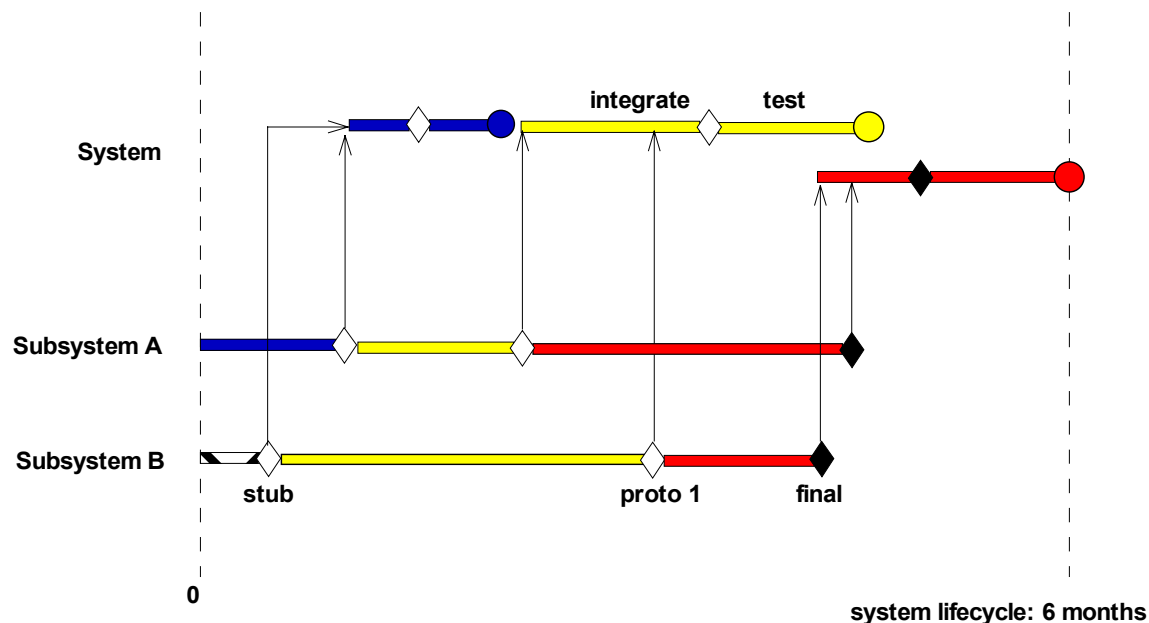 integrate test
System
Subsystem A
Subsystem B
stub proto 1 final
0
system lifecycle: 6 months